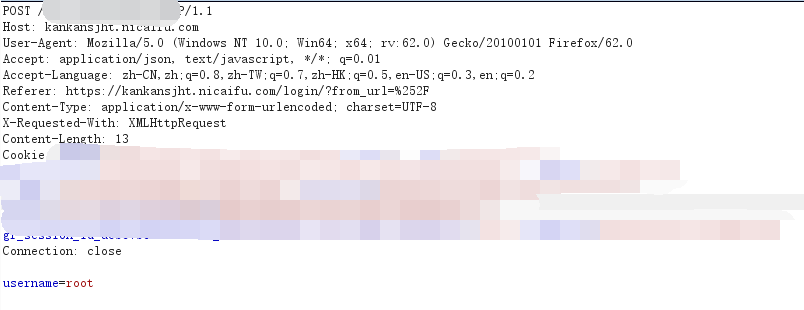 POST / P/1.1
Host: kankansjht.nicaifu.com
User-Agent: Mozilla/5.0 (Windows NT 10.0; Win64; x64; rv:62.0) Gecko/20100101 Firefox/62.0
Accept: application/json, text/javascript, */*; q=0.01
Accept-Language: zh-CN,zh;q=0.8,zh-TW;q=0.7,zh-HK;q=0.5,en-US;q=0.3,en;q=0.2
Referer: https://kankansjht.nicaifu.com/login/?from_url=%252F
Content-Type: application/x-www-form-urlencoded; charset=UTF-8
X-Requested-With: XMLHttpRequest
Content-Length: 13
Cookie
Connection: close
username=root